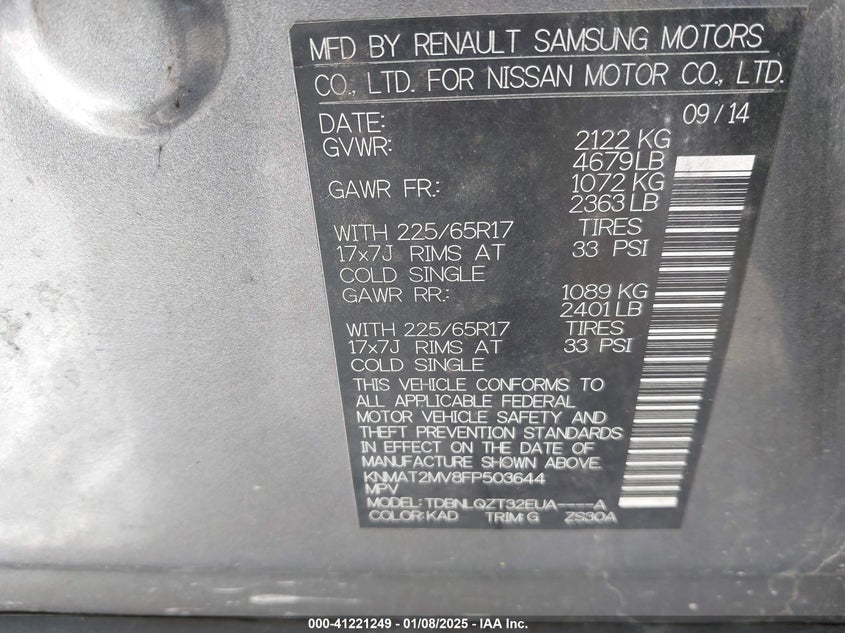 MFD BY RENAULT SAMSUNG MOTORS
CO., LTD. FOR NISSAN MOTOR CO., LTD.
DATE: 09/14
GVWR: 2122 KG
4679LB
GAWR FR.: 1072 KG
2363LB
WITH 225/65R17 TIRES
17x7J RIMS AT 33 PSI
COLD SINGLE
GAWR RR.: 1089 KG
2401LB
WITH 225/65R17 TIRES
17x7J RIMS AT 33 PSI
COLD SINGLE
THIS VEHICLE CONFORMS TO
ALL APPLICABLE FEDERAL
MOTOR VEHICLE SAFETY AND
THEFT PREVENTION STANDARDS
IN EFFECT ON THE DATE OF
MANUFACTURE SHOWN ABOVE.
KNMAT2MV8FP503644
MPV
MODEL: TDBNLQZT32EUA----A
COLOR:KAD TRIM:G ZS30A
000-41221249 - 01/08/2025 - IAA Inc.